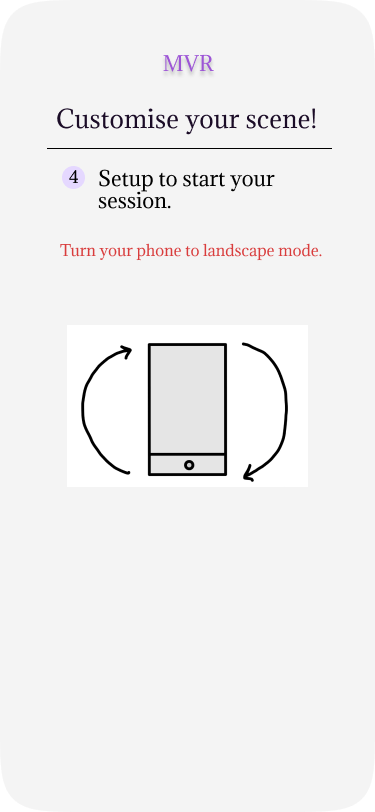 MVR
Customise your scene!
4 Setup to start your
session.
Turn your phone to landscape mode.